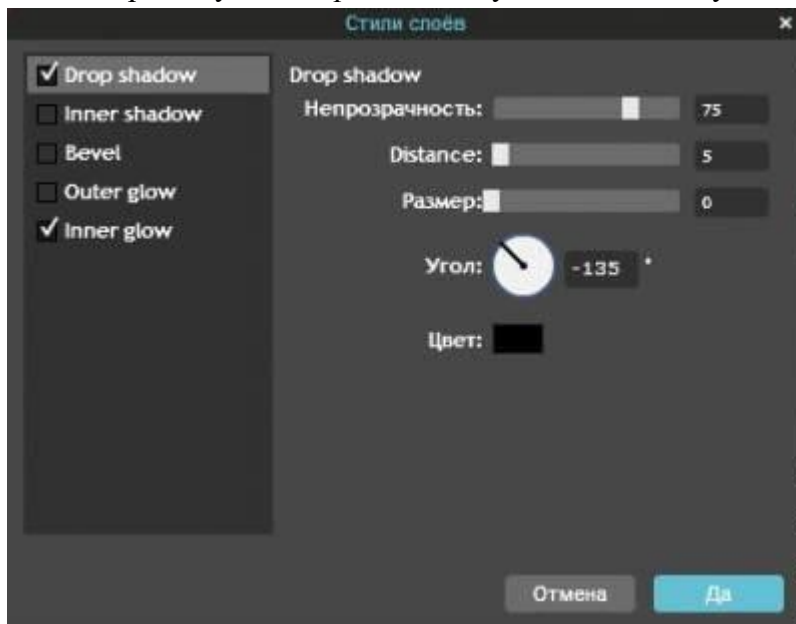 Стили слоёв
Drop shadow
Inner shadow
Bevel
Outer glow
Inner glow
Drop shadow
Непрозрачность: 75
Distance: 5
Размер: 0
Угол: -135 °
Цвет:
Отмена
Да